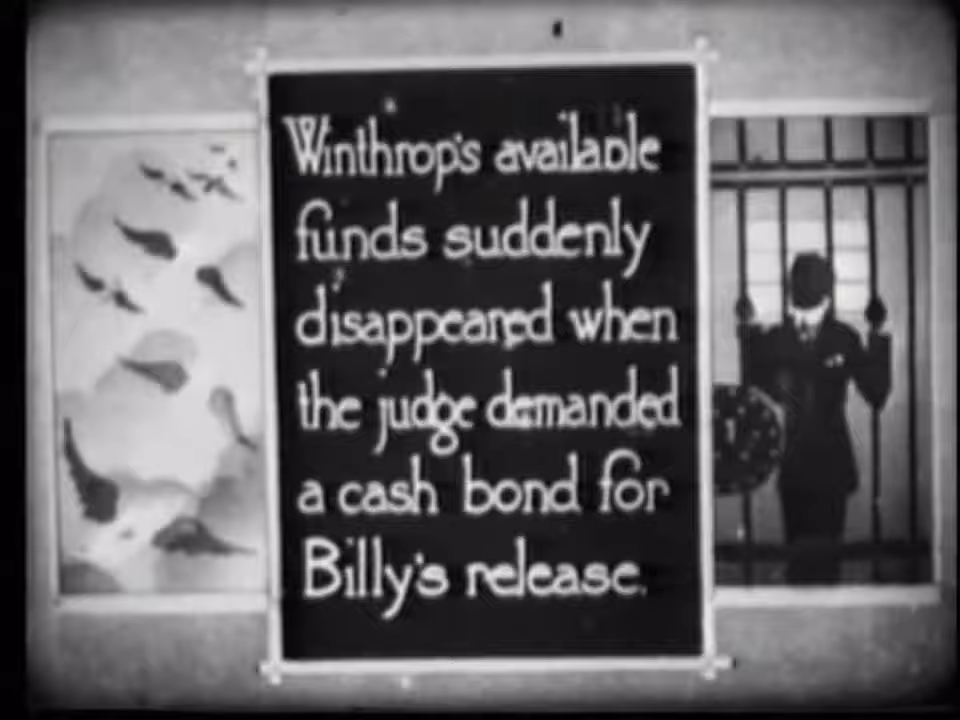 Winthrop's available
funds suddenly
disappeared when
the judge demanded
a cash bond for
Billy's release.